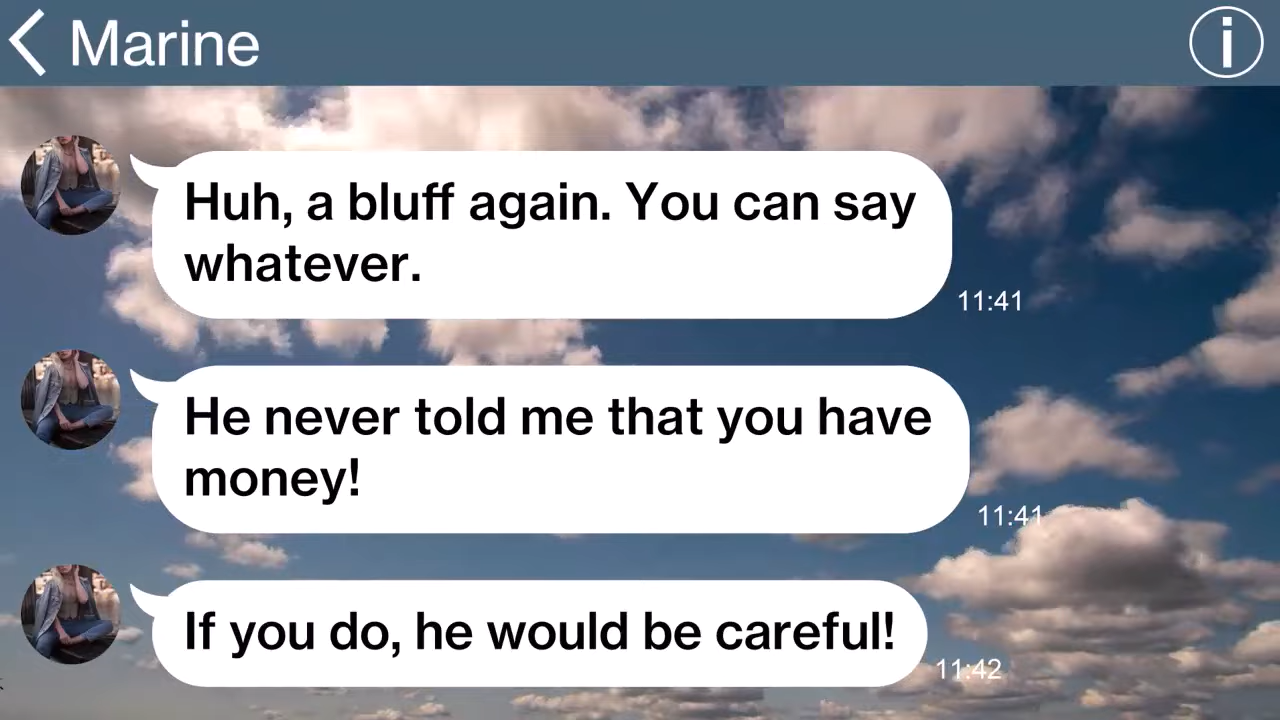 Marine
Huh, a bluff again. You can say
whatever.
11:41
He never told me that you have
money!
11:41
If you do, he would be careful!
11:42